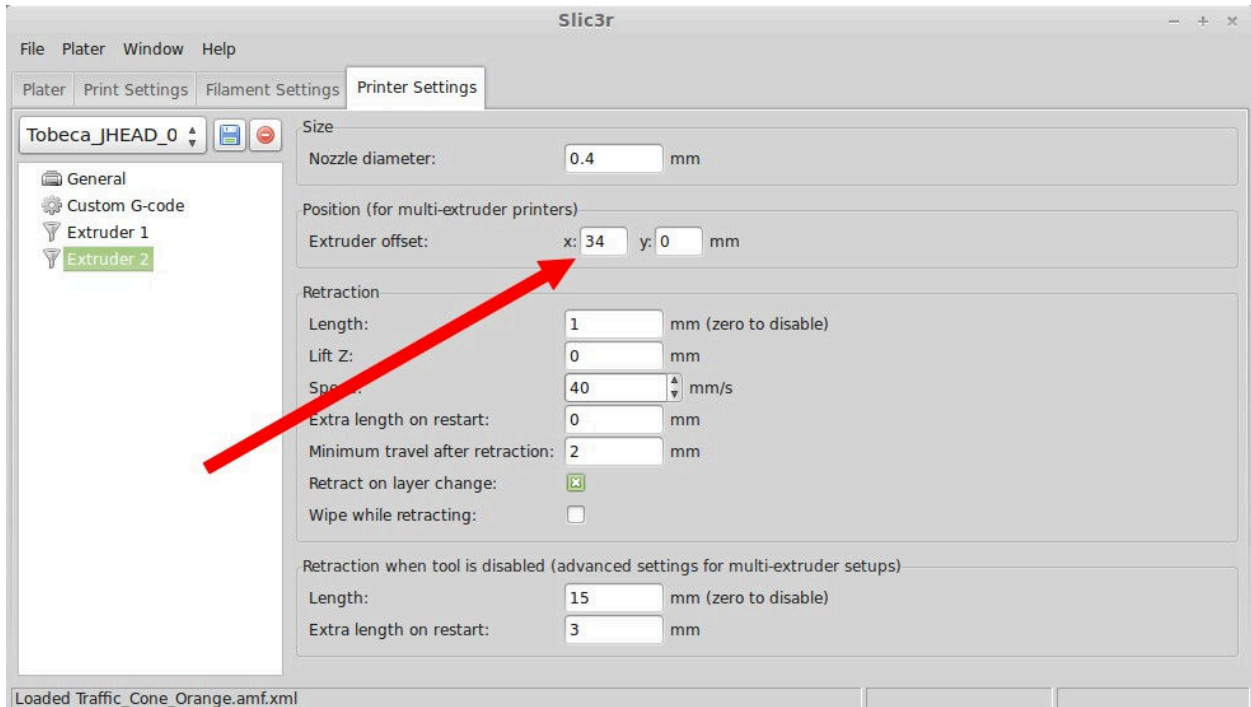 Slic3r
File Plater Window Help
Plater Print Settings Filament Settings Printer Settings
Tobeca_JHEAD_0
General
Custom G-code
Extruder 1
Extruder 2
Size
Nozzle diameter: 0.4 mm
Position (for multi-extruder printers)
Extruder offset: x: 34 y: 0 mm
Retraction
Length: 1 mm (zero to disable)
Lift Z: 0 mm
40 mm/s
Extra length on restart: 0 mm
Minimum travel after retraction: 2 mm
Retract on layer change:
Wipe while retracting:
Retraction when tool is disabled (advanced settings for multi-extruder setups)
Length: 15 mm (zero to disable)
Extra length on restart: 3 mm
Loaded Traffic_Cone_Orange.amf.xml